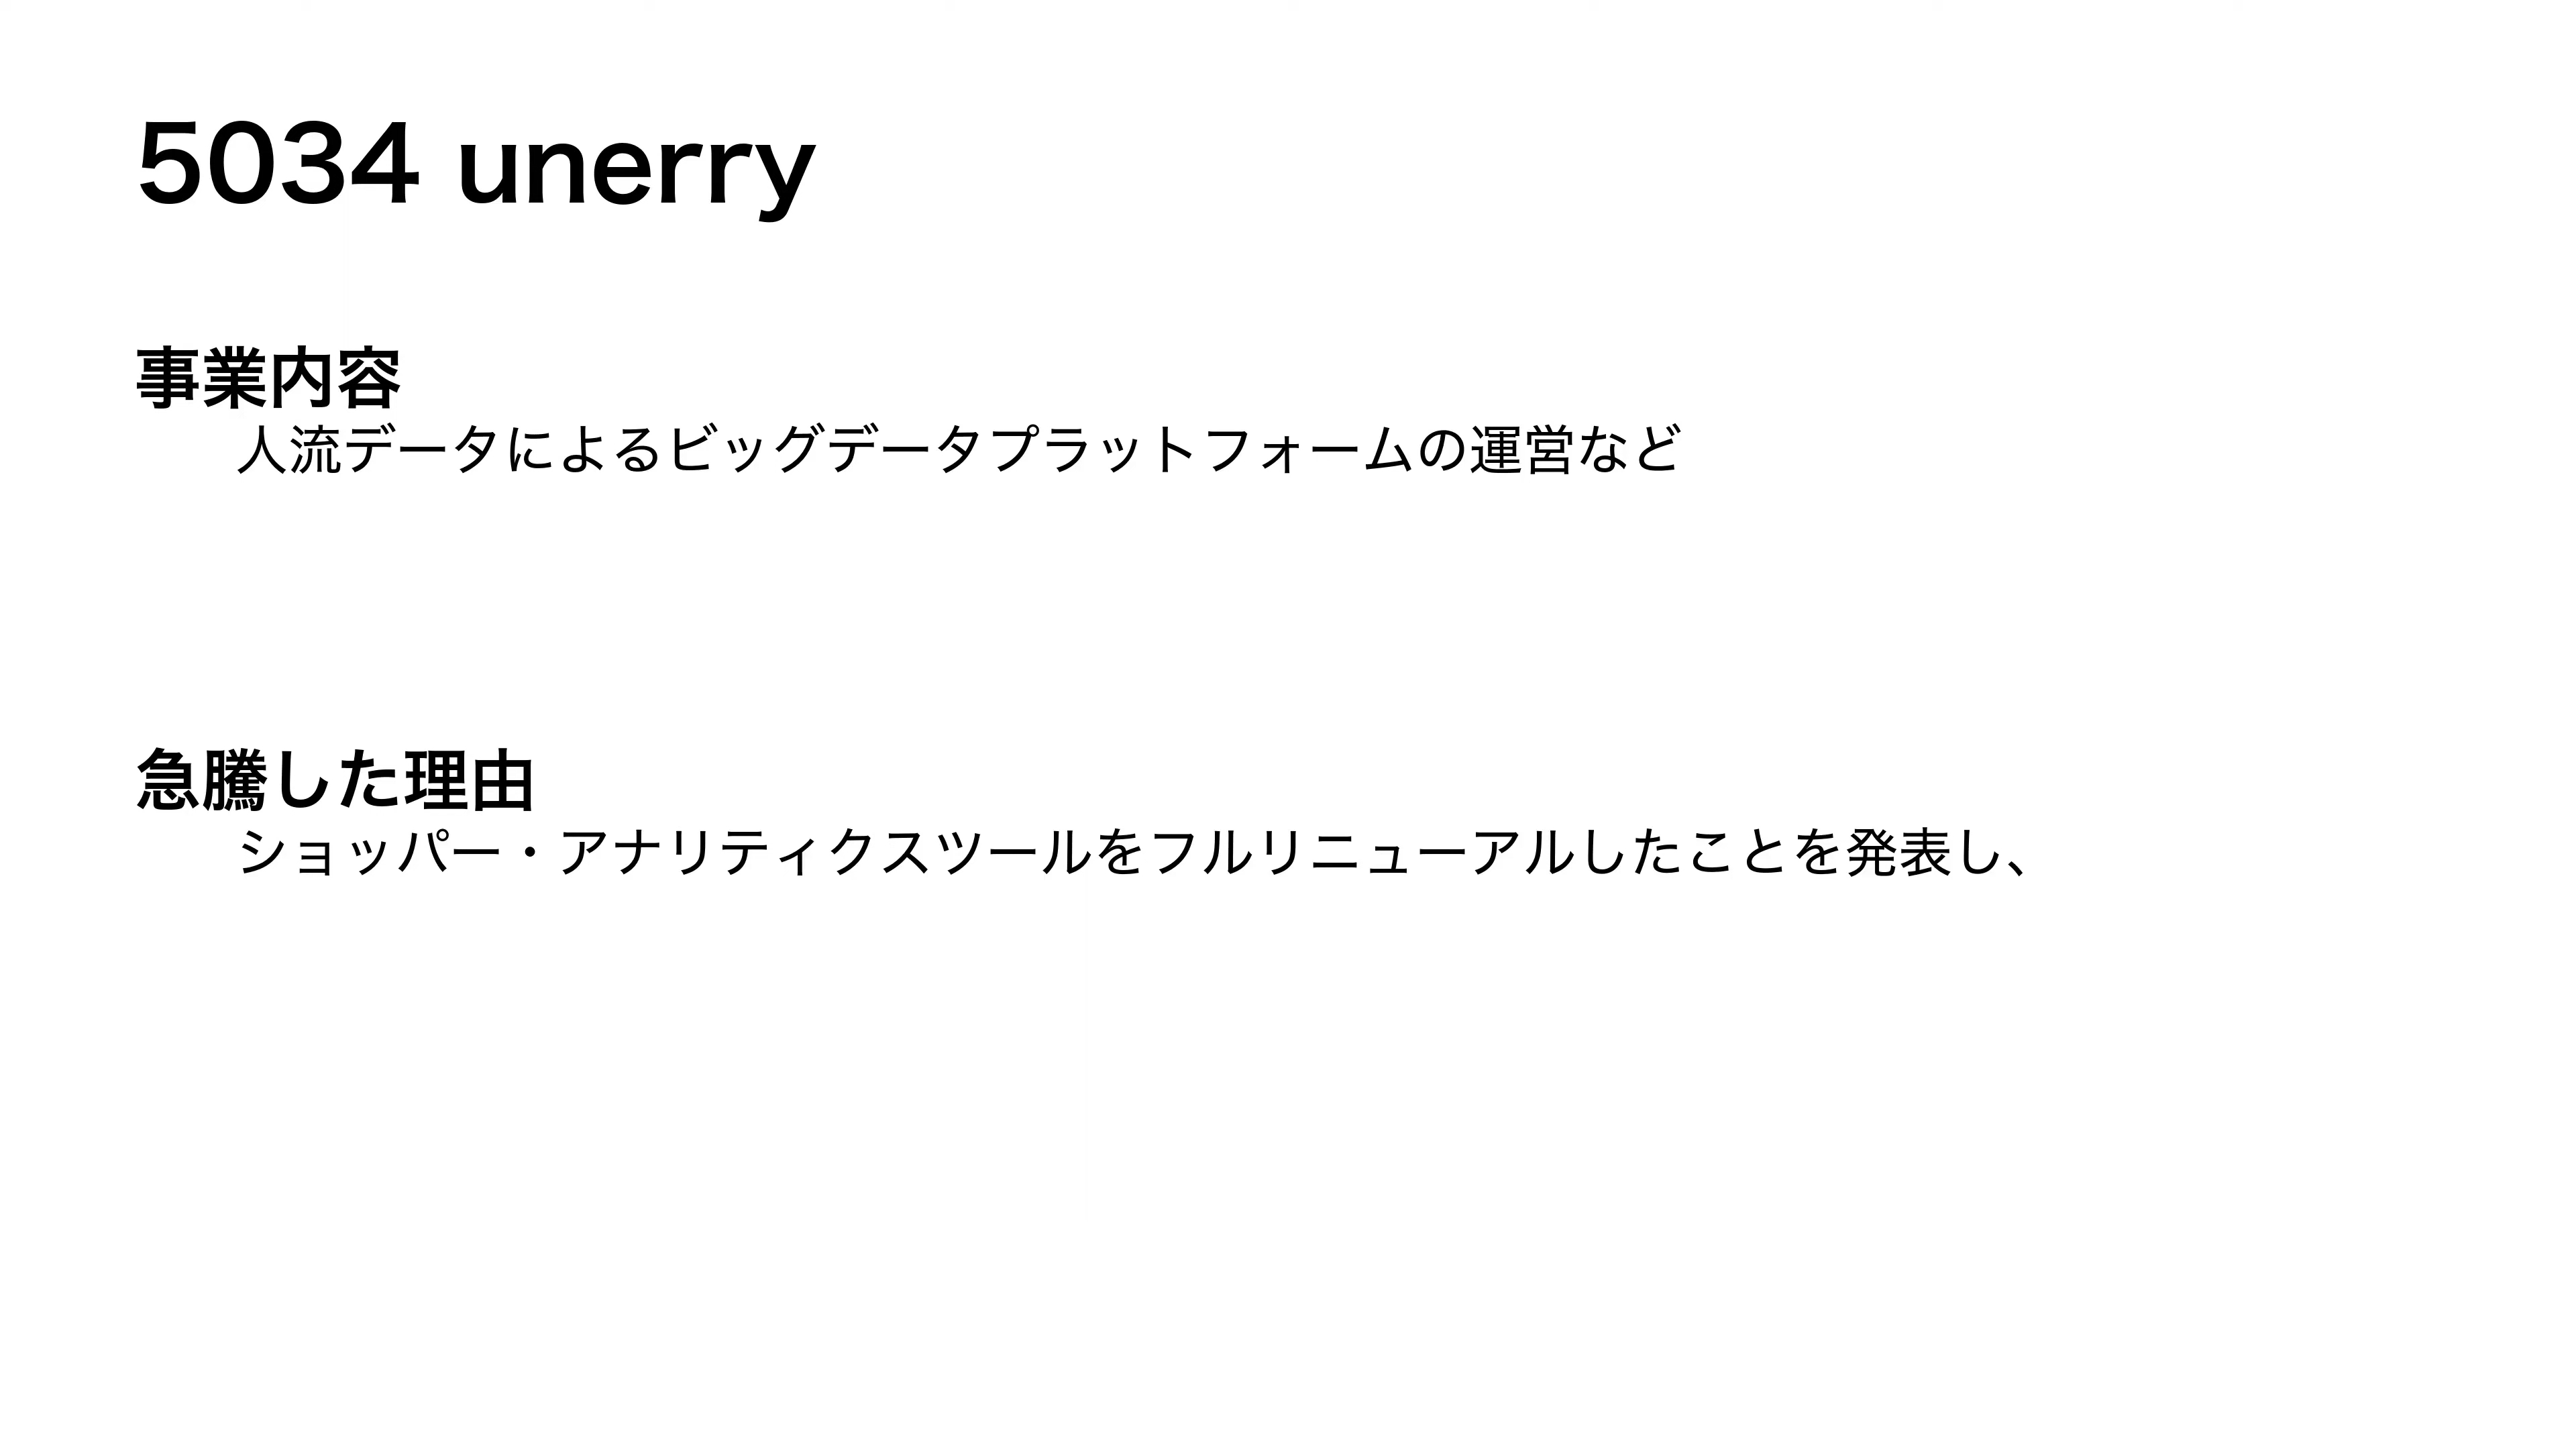 5034 unerry
事業内容
人流データによるビッグデータプラットフォームの運営など
急騰した理由
ショッパー・アナリティクスツールをフルリニューアルしたことを発表し、